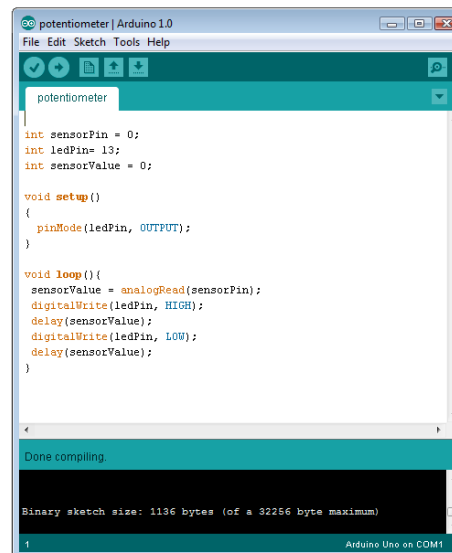 potentiometer | Arduino 1.0
File Edit Sketch Tools Help
potentiometer
int sensorPin = 0;
int ledPin= 13;
int sensorValue = 0;
void setup()
{
pinMode(ledPin, OUTPUT);
}
void loop(){
sensorValue = analogRead(sensorPin);
digitalWrite(ledPin, HIGH);
delay(sensorValue);
digitalWrite(ledPin, LOW);
delay(sensorValue);
}
Done compiling.
Binary sketch size: 1136 bytes (of a 32256 byte maximum)
1 Arduino Uno on COM1